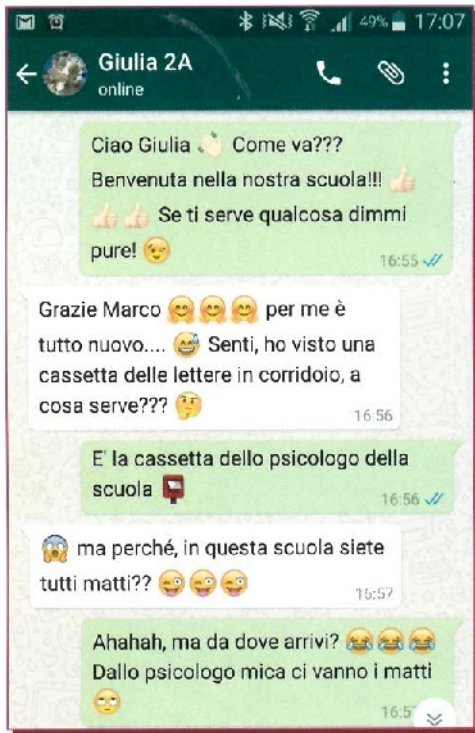 49% 17:07
Giulia 2A
online
Ciao Giulia 👋🏻 Come va???
Benvenuta nella nostra scuola!!! 👍🏻
👍🏻 👍🏻 Se ti serve qualcosa dimmi
pure! 😉
16:55
Grazie Marco 🤗 🤗 🤗 per me è
tutto nuovo.... 😅 Senti, ho visto una
cassetta delle lettere in corridoio, a
cosa serve??? 🤔
16:56
E' la cassetta dello psicologo della
scuola 📮
16:56
😱 ma perché, in questa scuola siete
tutti matti?? 😜 😜 😜
16:57
Ahahah, ma da dove arrivi? 😂 😂 😂
Dallo psicologo mica ci vanno i matti
🙄